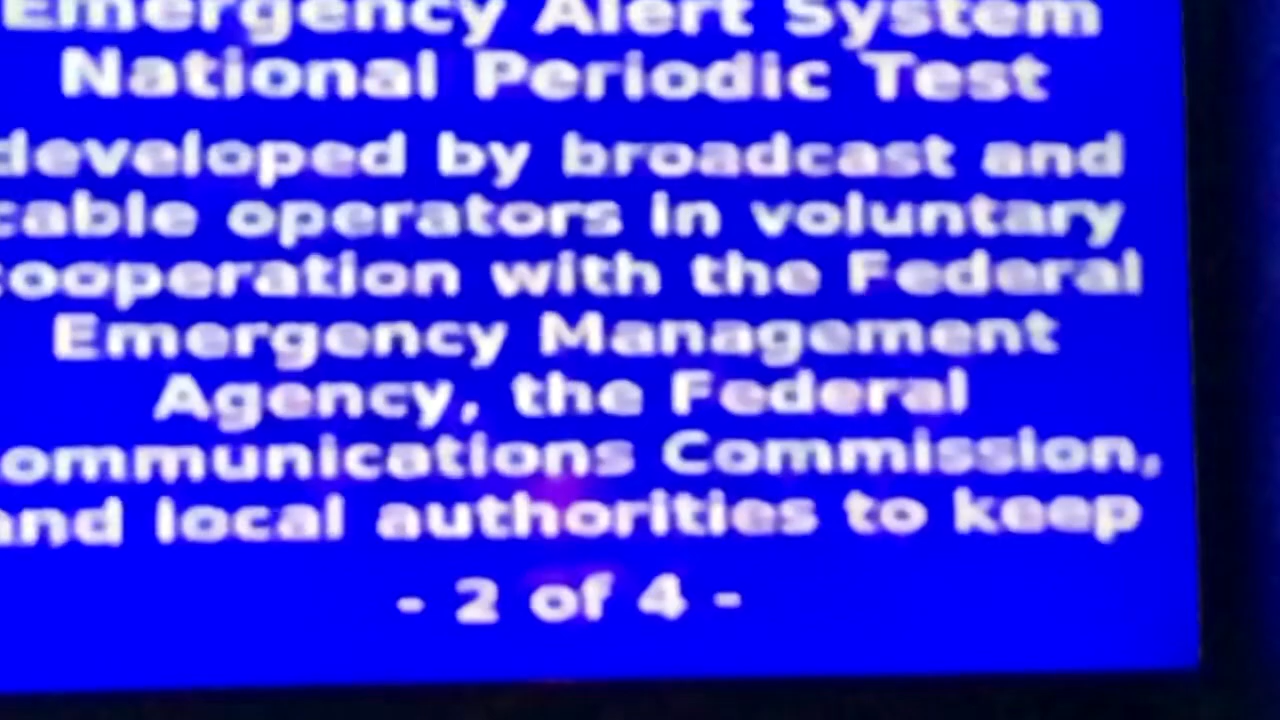 Emergency Alert System
National Periodic Test
developed by broadcast and
cable operators in voluntary
cooperation with the Federal
Emergency Management
Agency, the Federal
ommunications Commission,
and local authorities to keep
- 2 of 4 -